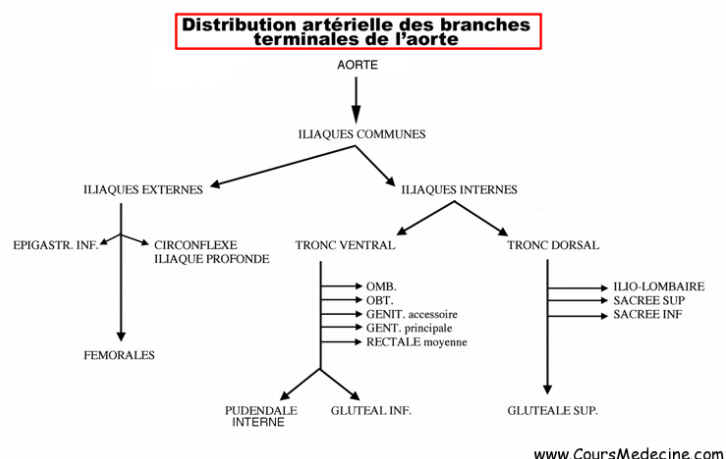 Distribution artérielle des branches
terminales de l'aorte
AORTE
ILIAQUES COMMUNES
ILIAQUES EXTERNES
ILIAQUES INTERNES
EPIGASTR. INF.
CIRCONFLEXE
ILIAQUE PROFONDE
TRONC VENTRAL
TRONC DORSAL
OMB.
OBT.
GENIT. accessoire
GENT. principale
RECTALE moyenne
ILIO-LOMBAIRE
SACREE SUP
SACREE INF
FEMORALES
PUDENDALE
INTERNE
GLUTEAL INF.
GLUTEALE SUP.
www.CoursMedecine.com